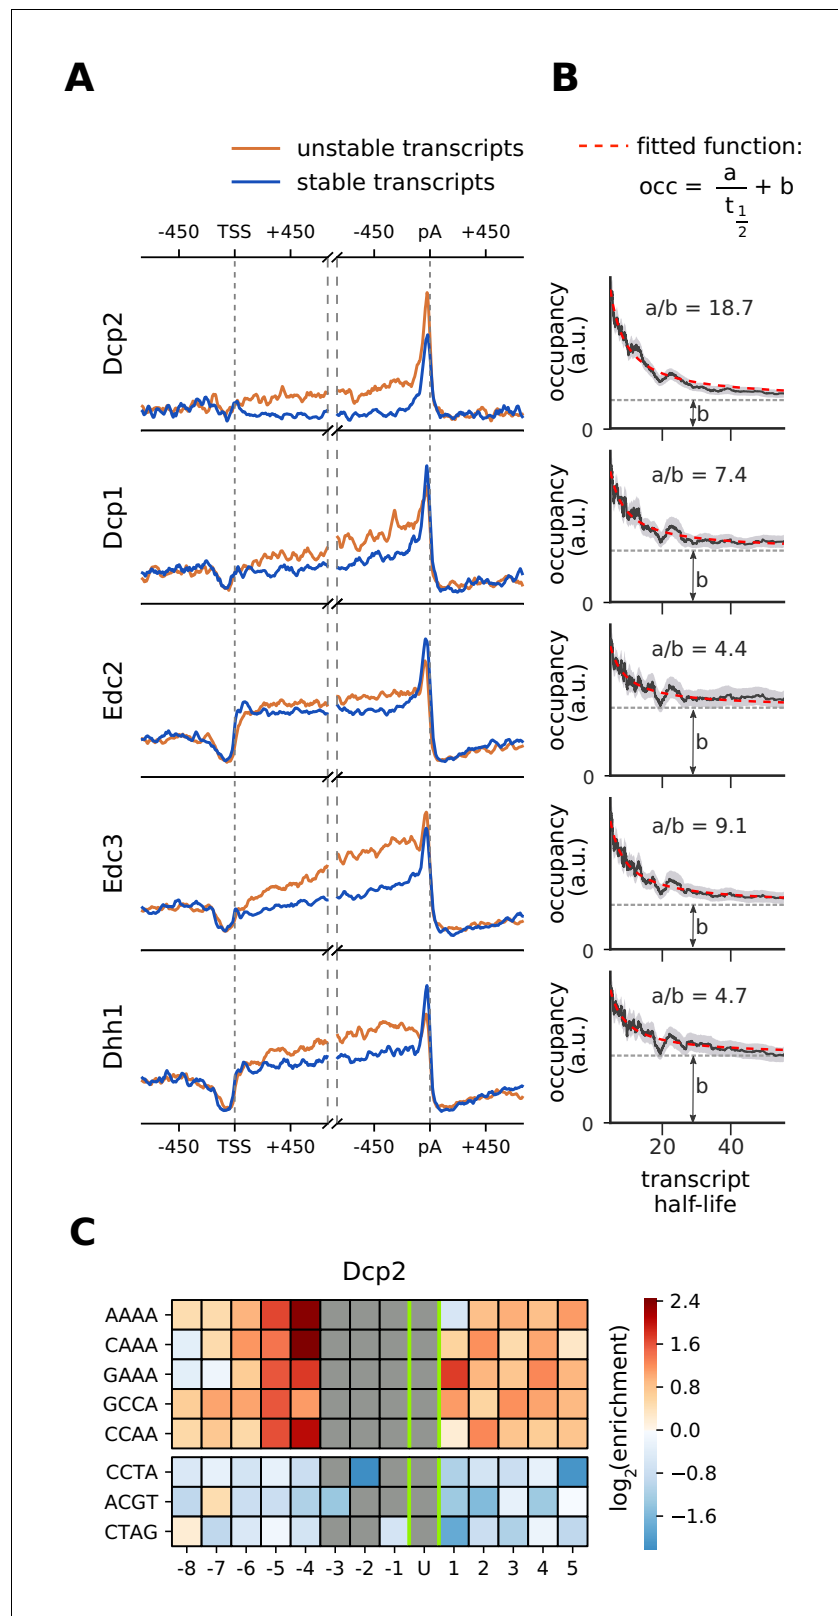 A
B
unstable transcripts
stable transcripts
fitted function:
occ = a / t 1/2 + b
-450 TSS +450 -450 pA +450
Dcp2
occupancy
(a.u.)
a/b = 18.7
b
0
Dcp1
occupancy
(a.u.)
a/b = 7.4
b
0
Edc2
occupancy
(a.u.)
a/b = 4.4
b
0
Edc3
occupancy
(a.u.)
a/b = 9.1
b
0
Dhh1
occupancy
(a.u.)
a/b = 4.7
b
0
-450 TSS +450 -450 pA +450
20 40
transcript
half-life
C
Dcp2
AAAA
CAAA
GAAA
GCCA
CCAA
CCTA
ACGT
CTAG
-8 -7 -6 -5 -4 -3 -2 -1 U 1 2 3 4 5
2.4
1.6
0.8
0.0
−0.8
−1.6
log2(enrichment)